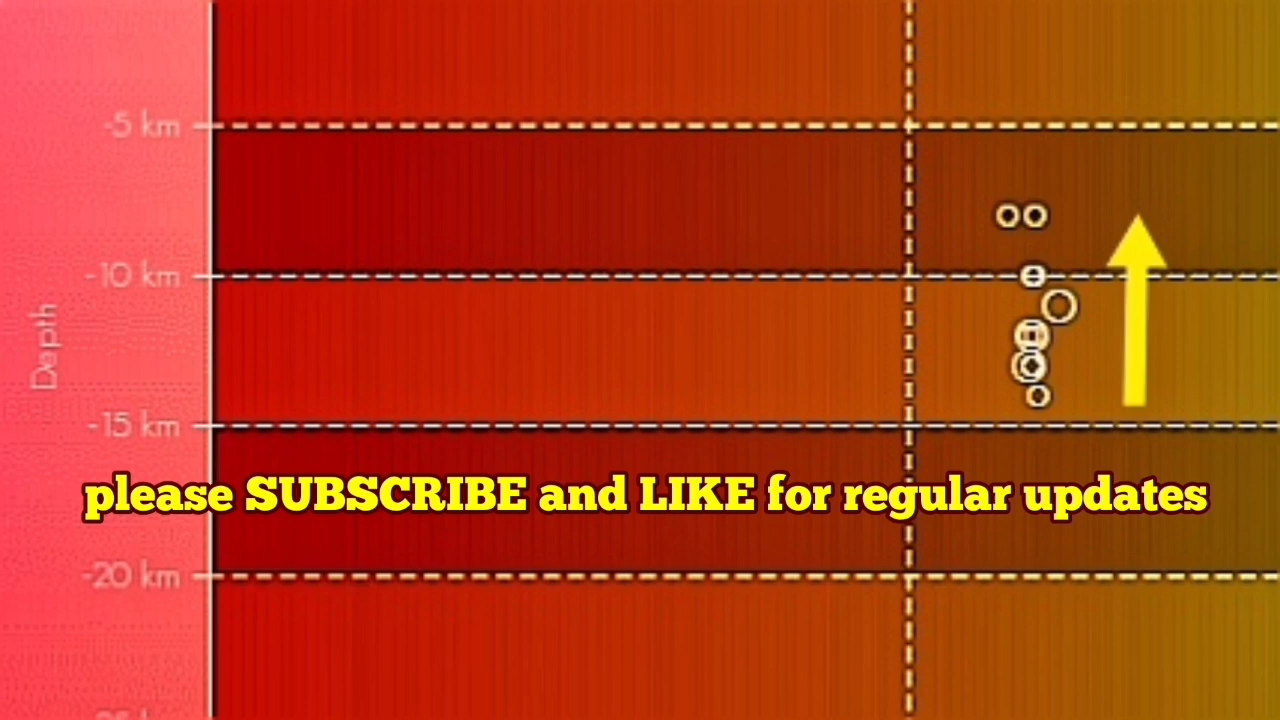 -5 km
-10 km
Depth
-15 km
please SUBSCRIBE and LIKE for regular updates
-20 km